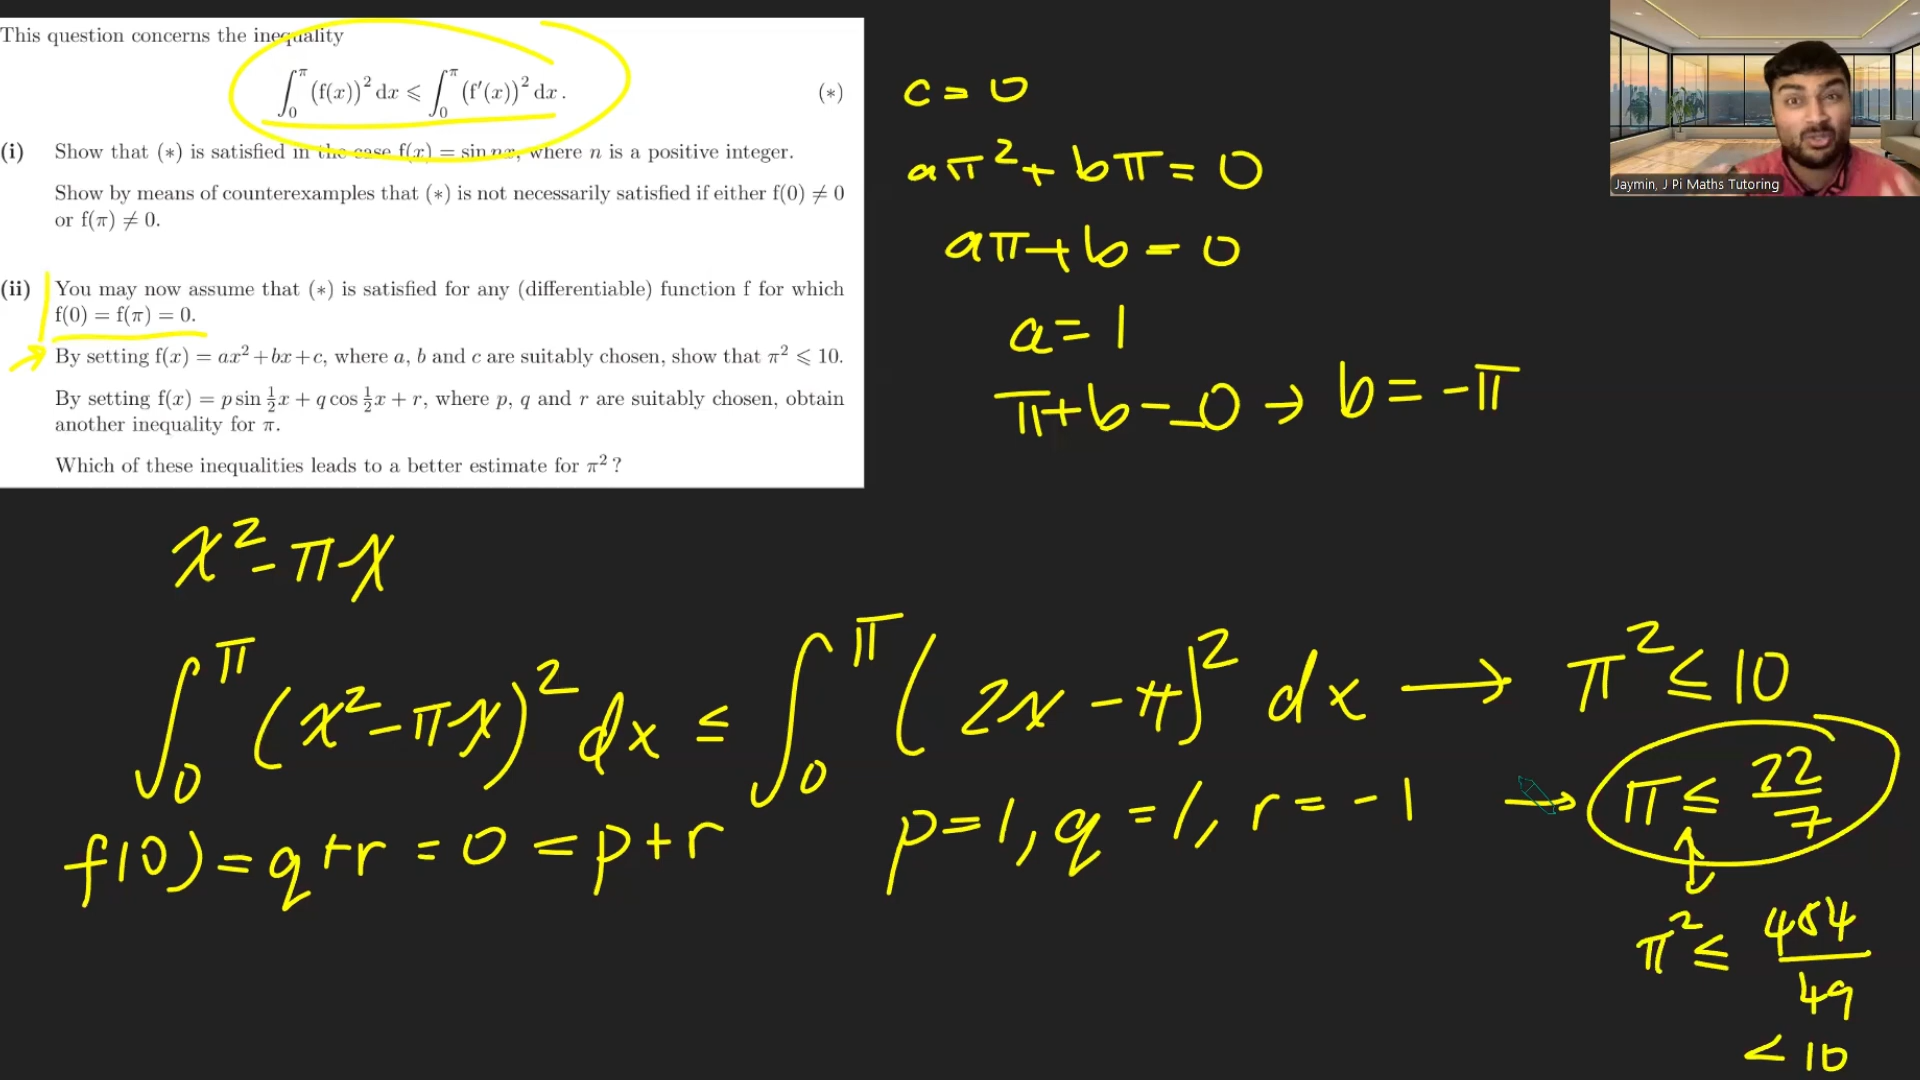 This question concerns the inequality
∫₀^π (f(x))² dx ⩽ ∫₀^π (f′(x))² dx . (∗)
(i) Show that (∗) is satisfied in the case f(x) = sin nx, where n is a positive integer.
Show by means of counterexamples that (∗) is not necessarily satisfied if either f(0) ≠ 0
or f(π) ≠ 0.
(ii) You may now assume that (∗) is satisfied for any (differentiable) function f for which
f(0) = f(π) = 0.
By setting f(x) = ax² + bx + c, where a, b and c are suitably chosen, show that π² ⩽ 10.
By setting f(x) = p sin ½x + q cos ½x + r, where p, q and r are suitably chosen, obtain
another inequality for π.
Which of these inequalities leads to a better estimate for π² ?
c = 0
aπ² + bπ = 0
aπ + b = 0
a = 1
π + b = 0 → b = -π
Jaymin, J Pi Maths Tutoring
x² - πx
∫₀^π (x² - πx)² dx ≤ ∫₀^π (2x - π)² dx → π² ≤ 10
f(0) = q + r = 0 = p + r
p = 1, q = 1, r = -1 → π ≤ 22/7
π² ≤ 484/49
< 10